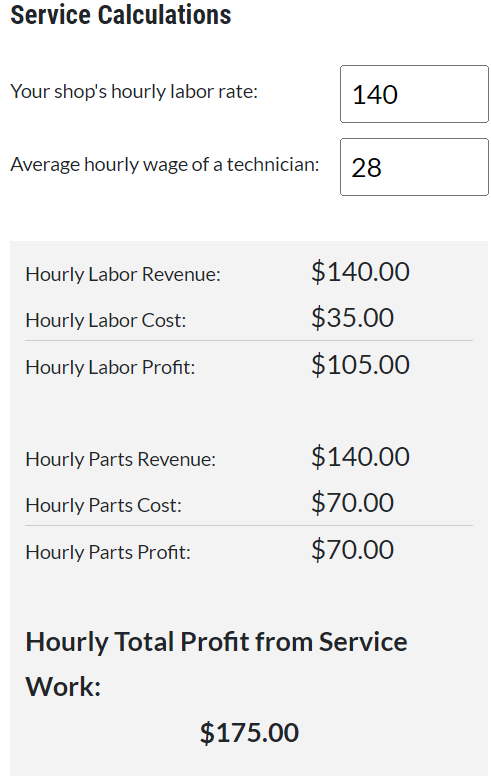 Service Calculations
Your shop's hourly labor rate: 140
Average hourly wage of a technician: 28
Hourly Labor Revenue: $140.00
Hourly Labor Cost: $35.00
Hourly Labor Profit: $105.00
Hourly Parts Revenue: $140.00
Hourly Parts Cost: $70.00
Hourly Parts Profit: $70.00
Hourly Total Profit from Service
Work:
$175.00